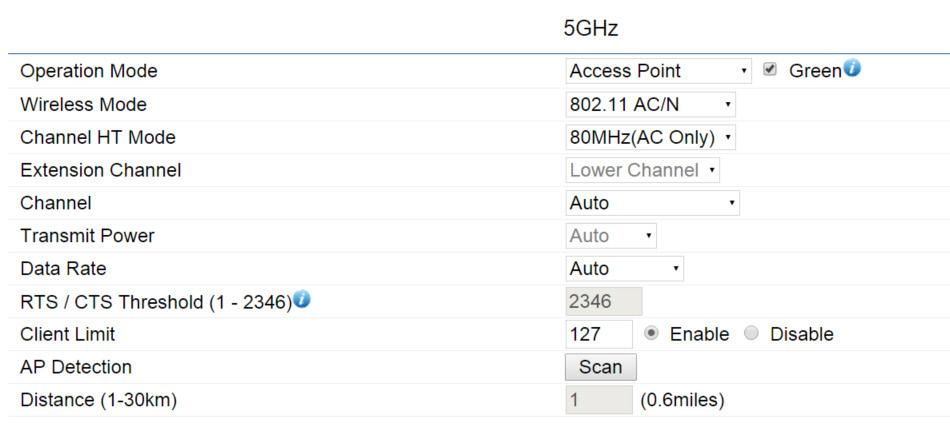 5GHz
Operation Mode Access Point Green
Wireless Mode 802.11 AC/N
Channel HT Mode 80MHz(AC Only)
Extension Channel Lower Channel
Channel Auto
Transmit Power Auto
Data Rate Auto
RTS / CTS Threshold (1 - 2346) 2346
Client Limit 127 Enable Disable
AP Detection Scan
Distance (1-30km) 1 (0.6miles)